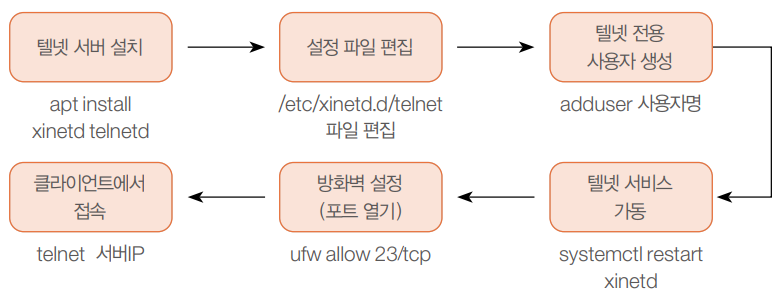 텔넷 서버 설치
apt install
xinetd telnetd
설정 파일 편집
/etc/xinetd.d/telnet
파일 편집
텔넷 전용
사용자 생성
adduser 사용자명
텔넷 서비스
가동
systemctl restart
xinetd
방화벽 설정
(포트 열기)
ufw allow 23/tcp
클라이언트에서
접속
telnet 서버IP